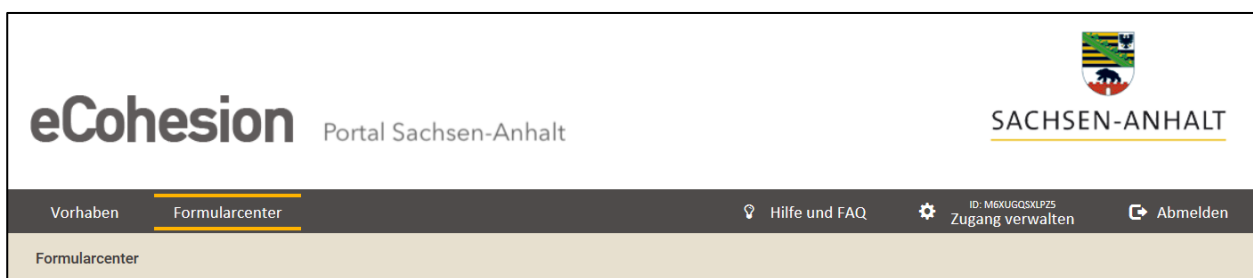 eCohesion Portal Sachsen-Anhalt
SACHSEN-ANHALT
Vorhaben Formularcenter Hilfe und FAQ ID: M6XUGQSXLPZ5 Zugang verwalten Abmelden
Formularcenter